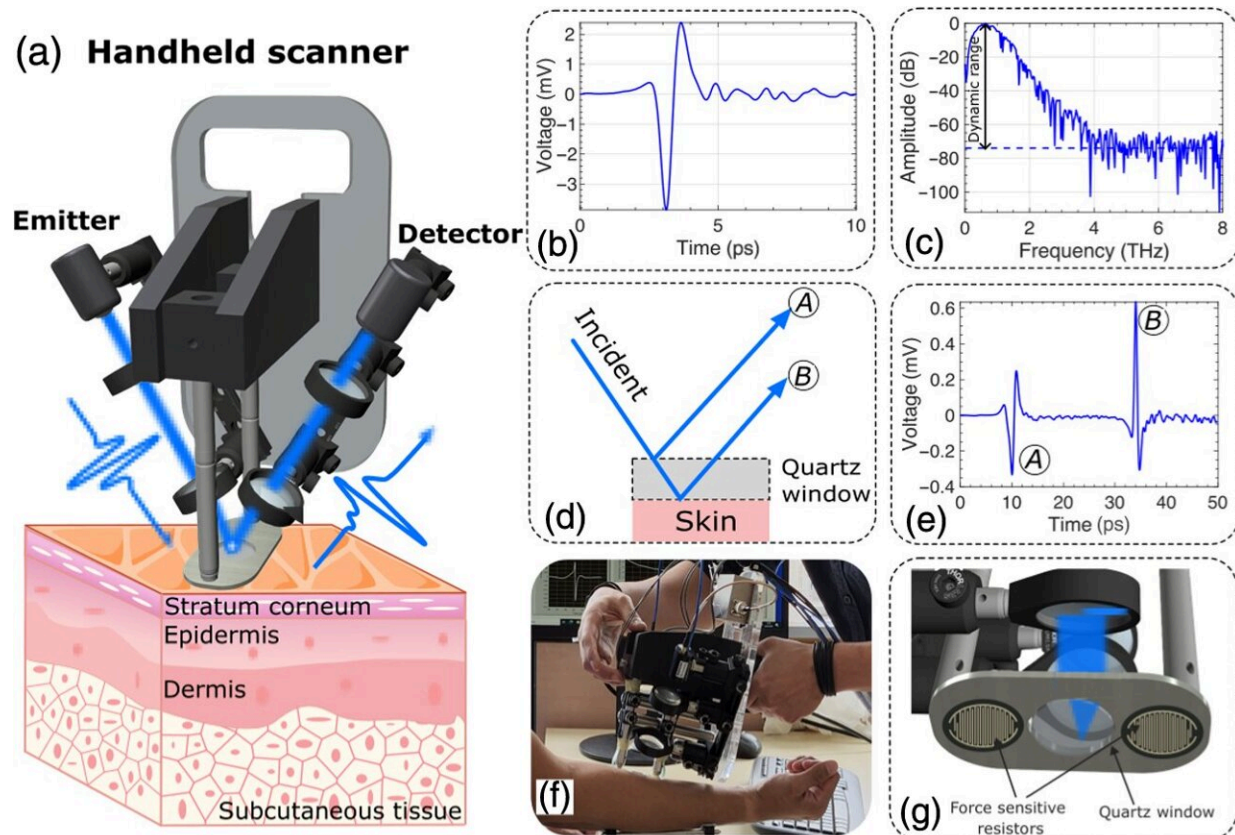 (a) Handheld scanner
Emitter
Detector
Stratum corneum
Epidermis
Dermis
Subcutaneous tissue
(b)
Voltage (mV)
2
1
0
−1
−2
−3
0
5
10
Time (ps)
(c)
Amplitude (dB)
0
−20
−40
−60
−80
−100
Dynamic range
0
2
4
6
8
Frequency (THz)
(d)
Incident
A
B
Quartz
window
Skin
(e)
Voltage (mV)
0.6
0.4
0.2
0
−0.2
−0.4
A
B
0
10
20
30
40
50
Time (ps)
(f)
(g)
Force sensitive
resistors
Quartz window